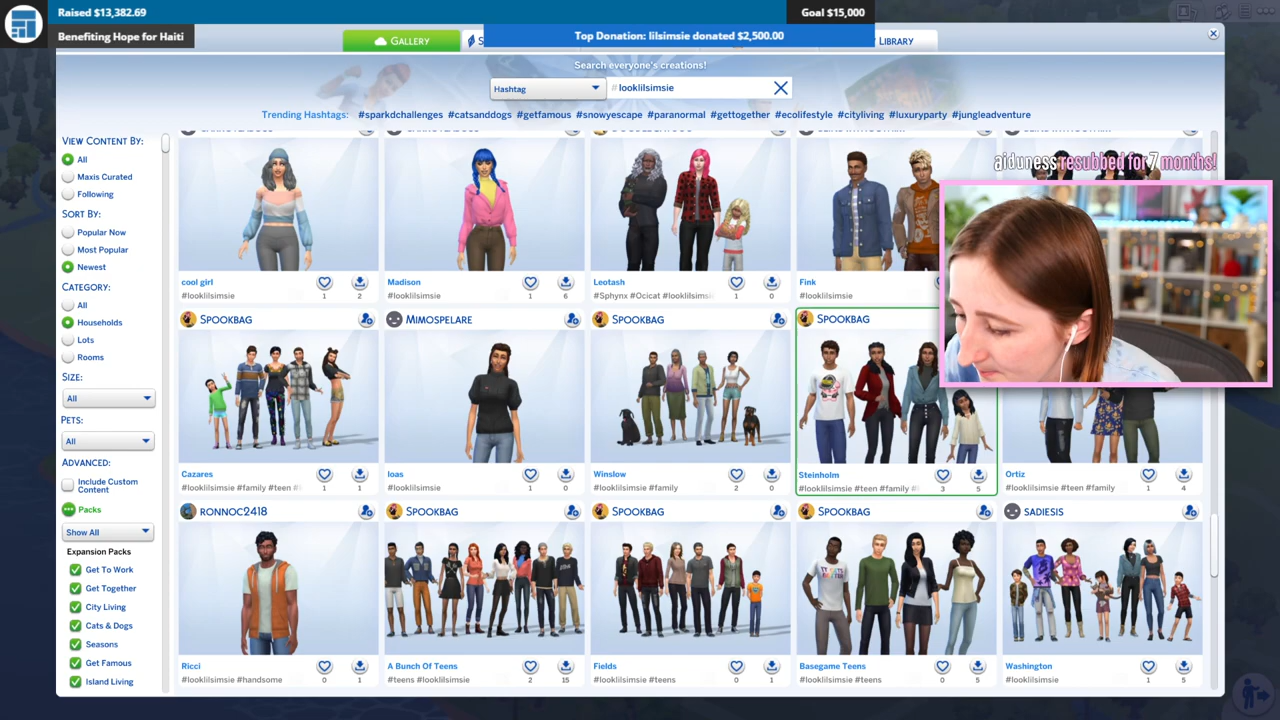 Raised $13,382.69
Goal $15,000
Benefiting Hope for Haiti
Top Donation: lilsimsie donated $2,500.00
Gallery
Library
Search everyone's creations!
Hashtag
# looklilsimsie
Trending Hashtags: #sparkdchallenges #catsanddogs #getfamous #snowyescape #paranormal #gettogether #ecolifestyle #cityliving #luxuryparty #jungleadventure
View Content By:
All
Maxis Curated
Following
Sort By:
Popular Now
Most Popular
Newest
Category:
All
Households
Lots
Rooms
Size:
All
Pets:
All
Advanced:
Include Custom
Content
Packs
Show All
Expansion Packs
Get To Work
Get Together
City Living
Cats & Dogs
Seasons
Get Famous
Island Living
aiduness resubbed for 7 months!
cool girl
#looklilsimsie
1
2
Madison
#looklilsimsie
1
6
Leotash
#Sphynx #Ocicat #looklilsims
1
0
Fink
#looklilsimsie
Spookbag
Cazares
#looklilsimsie #family #teen #
1
1
Mimospelare
Ioas
#looklilsimsie
1
0
Spookbag
Winslow
#looklilsimsie #family
2
0
Spookbag
Steinholm
#looklilsimsie #teen #family #
3
5
Ortiz
#looklilsimsie #teen #family
1
4
RONNOC2418
Ricci
#looklilsimsie #handsome
0
1
Spookbag
A Bunch Of Teens
#teens #looklilsimsie
2
15
Spookbag
Fields
#looklilsimsie #teens
0
1
Spookbag
Basegame Teens
#looklilsimsie #teens
0
5
SADIESIS
Washington
#looklilsimsie
1
5